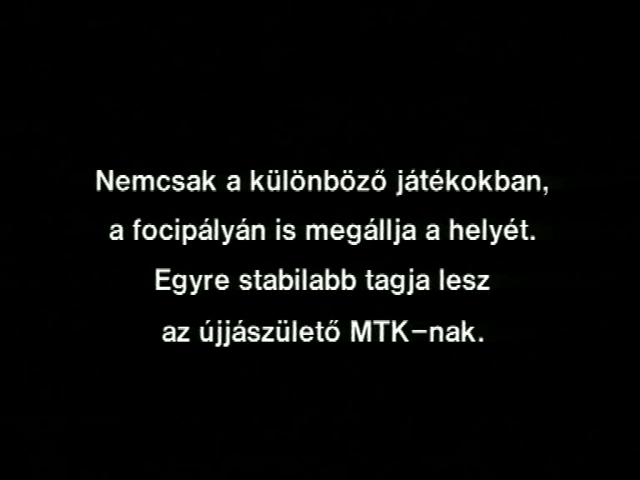 Nemcsak a különböző játékokban,
a focipályán is megállja a helyét.
Egyre stabilabb tagja lesz
az újjászülető MTK-nak.